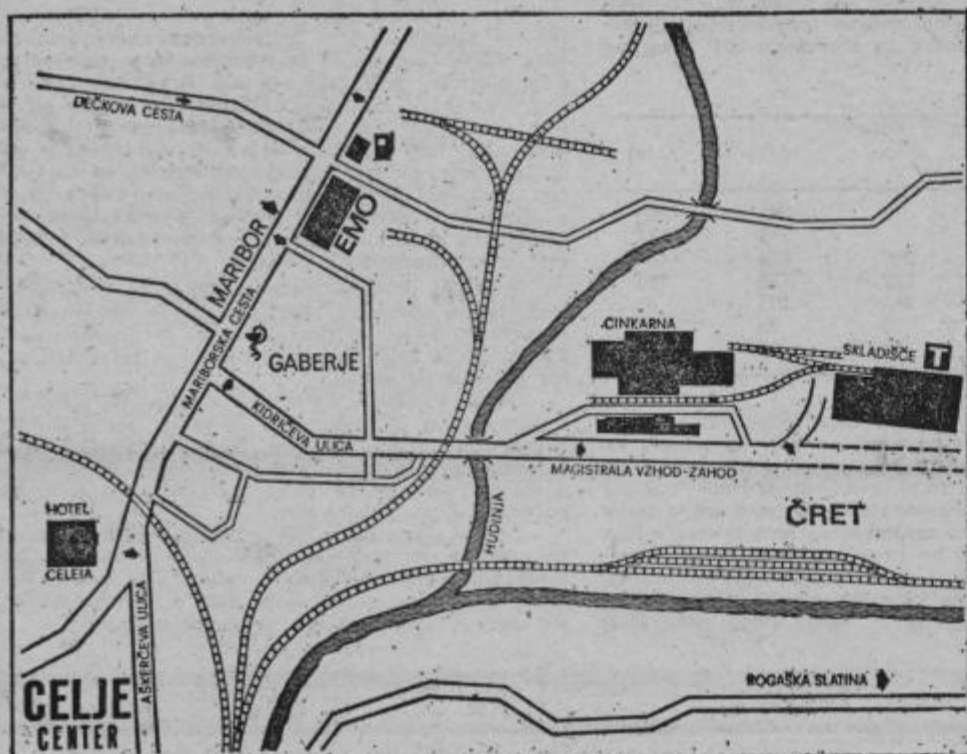 DEČKOVA CESTA
MARIBOR
EMO
MARIBORSKA CESTA
GABERJE
KIDRIČEVA ULICA
CINKARNA
SKLADIŠČE T
MAGISTRALA VZHOD-ZAHOD
ČRET
HUDINJA
HOTEL
CELEIA
AŠKERČEVA ULICA
CELJE
CENTER
ROGAŠKA SLATINA